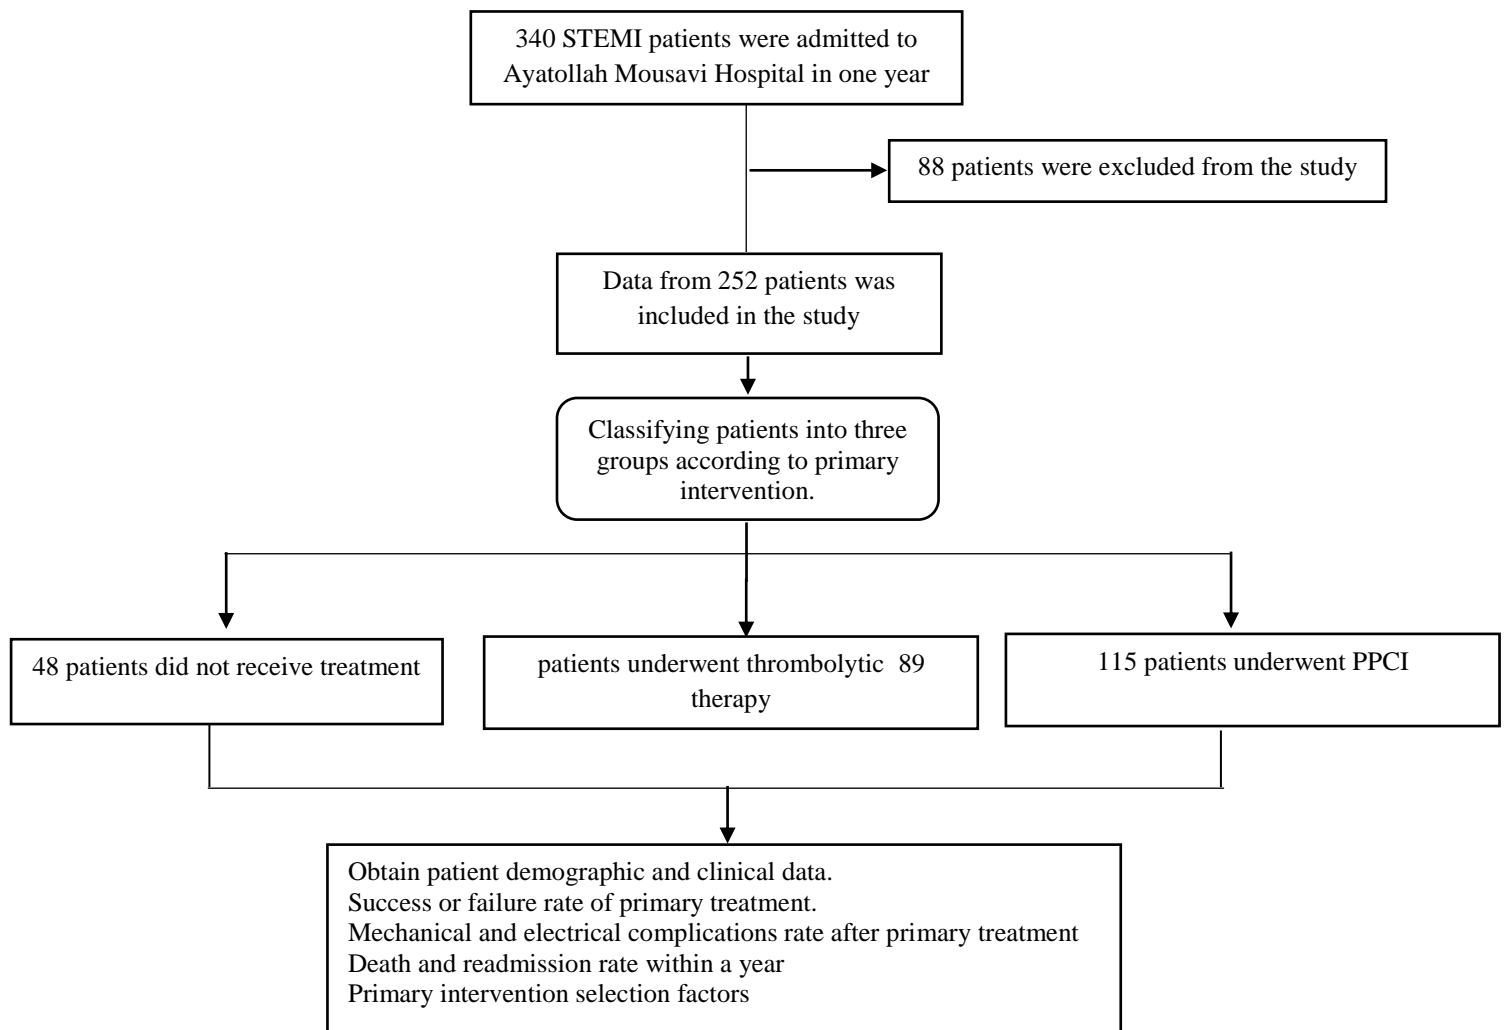 340 STEMI patients were admitted to
Ayatollah Mousavi Hospital in one year
88 patients were excluded from the study
Data from 252 patients was
included in the study
Classifying patients into three
groups according to primary
intervention.
48 patients did not receive treatment
patients underwent thrombolytic  89
therapy
115 patients underwent PPCI
Obtain patient demographic and clinical data.
Success or failure rate of primary treatment.
Mechanical and electrical complications rate after primary treatment
Death and readmission rate within a year
Primary intervention selection factors